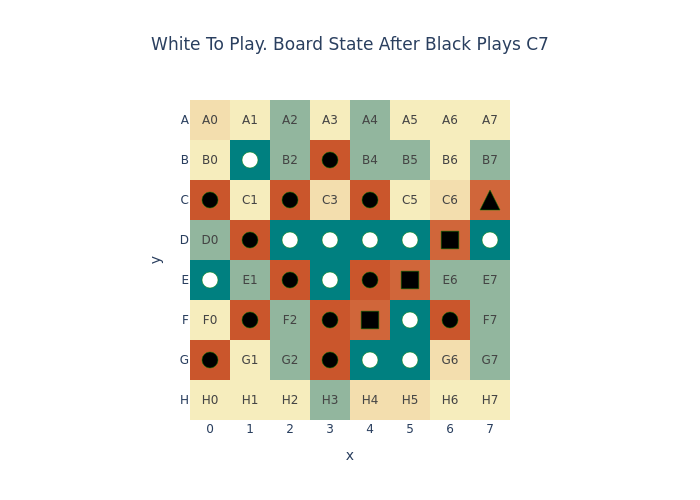 White To Play. Board State After Black Plays C7
A A0 A1 A2 A3 A4 A5 A6 A7
B B0 B2 B4 B5 B6 B7
C C1 C3 C5 C6
D D0
E E1 E6 E7
F F0 F2 F7
G G1 G2 G6 G7
H H0 H1 H2 H3 H4 H5 H6 H7
0 1 2 3 4 5 6 7
x
y